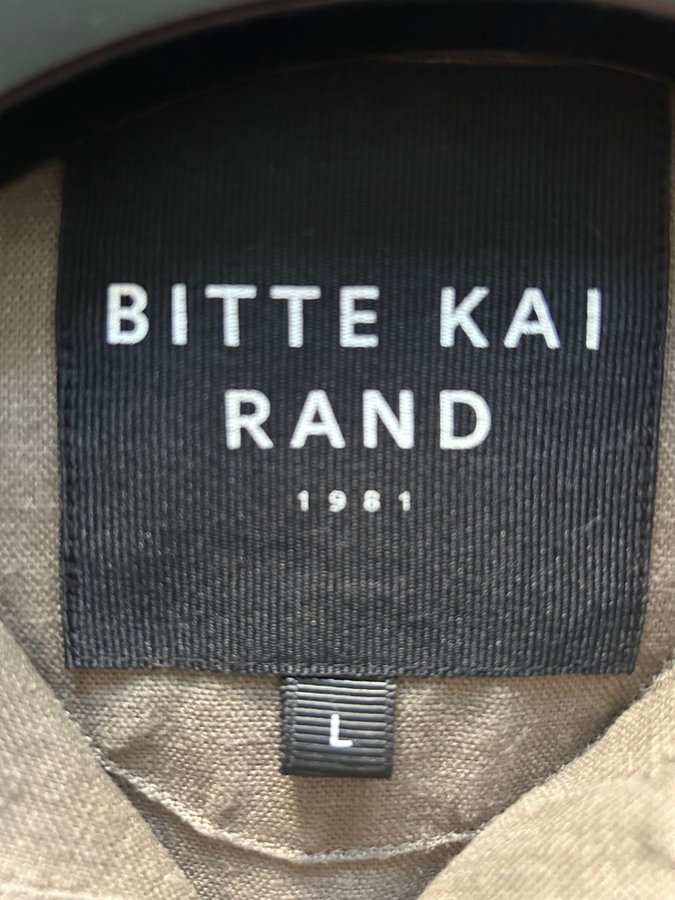 BITTE KAI
RAND
1981
L